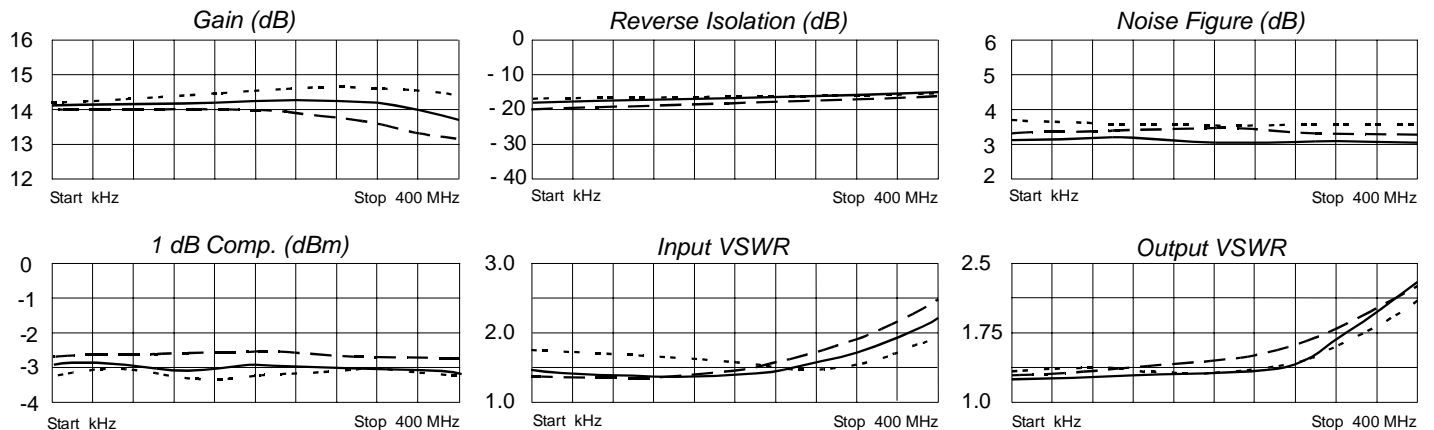 Gain (dB)
16
15
14
13
12
Start kHz Stop 400 MHz
Reverse Isolation (dB)
0
- 10
- 20
- 30
- 40
Start kHz Stop 400 MHz
Noise Figure (dB)
6
5
4
3
2
Start kHz Stop 400 MHz
1 dB Comp. (dBm)
0
-1
-2
-3
-4
Start kHz Stop 400 MHz
Input VSWR
3.0
2.0
1.0
Start kHz Stop 400 MHz
Output VSWR
2.5
1.75
1.0
Start kHz Stop 400 MHz